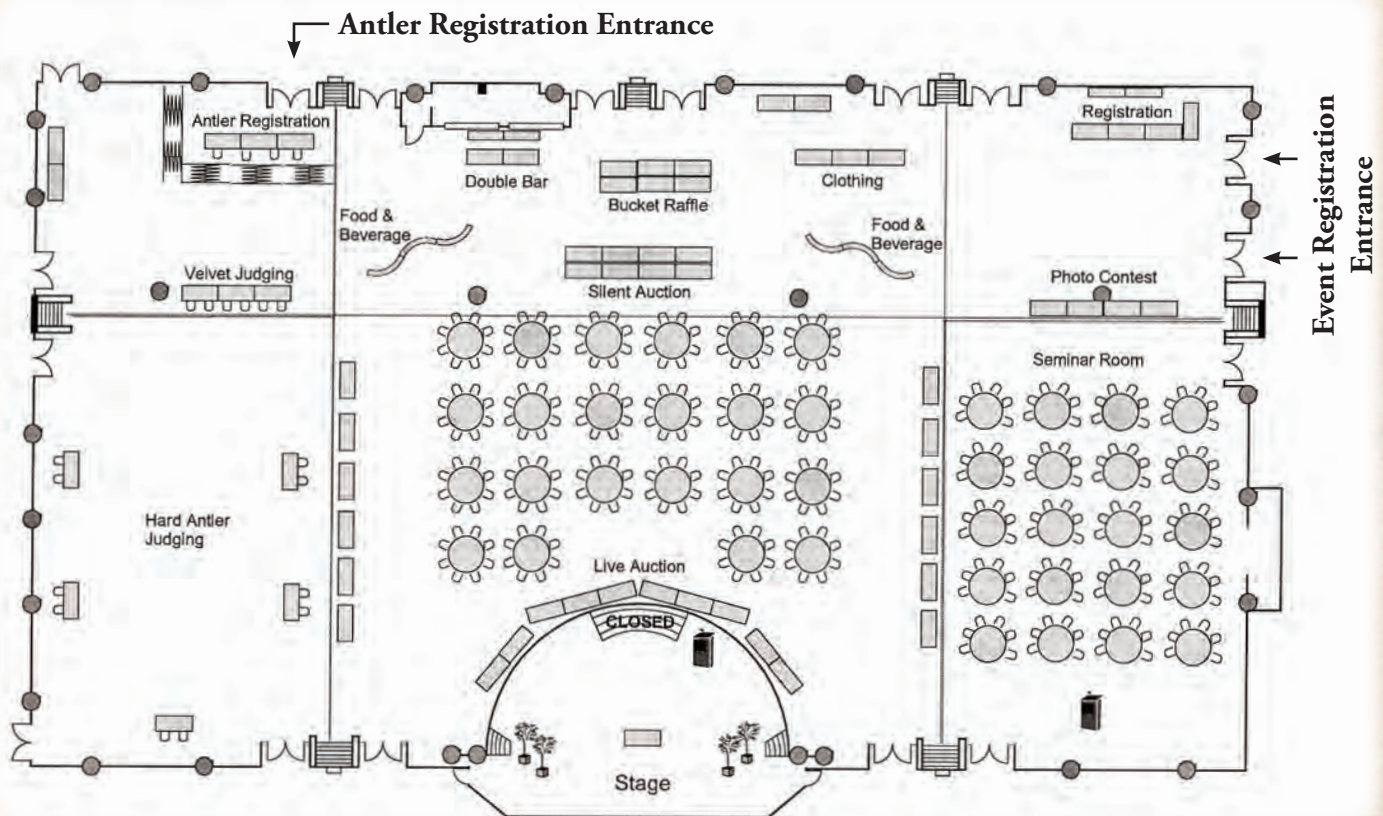 Antler Registration Entrance
Antler Registration
Registration
Double Bar
Clothing
Bucket Raffle
Food &
Beverage
Food &
Beverage
Event Registration
Entrance
Velvet Judging
Silent Auction
Photo Contest
Seminar Room
Hard Antler
Judging
Live Auction
CLOSED
Stage